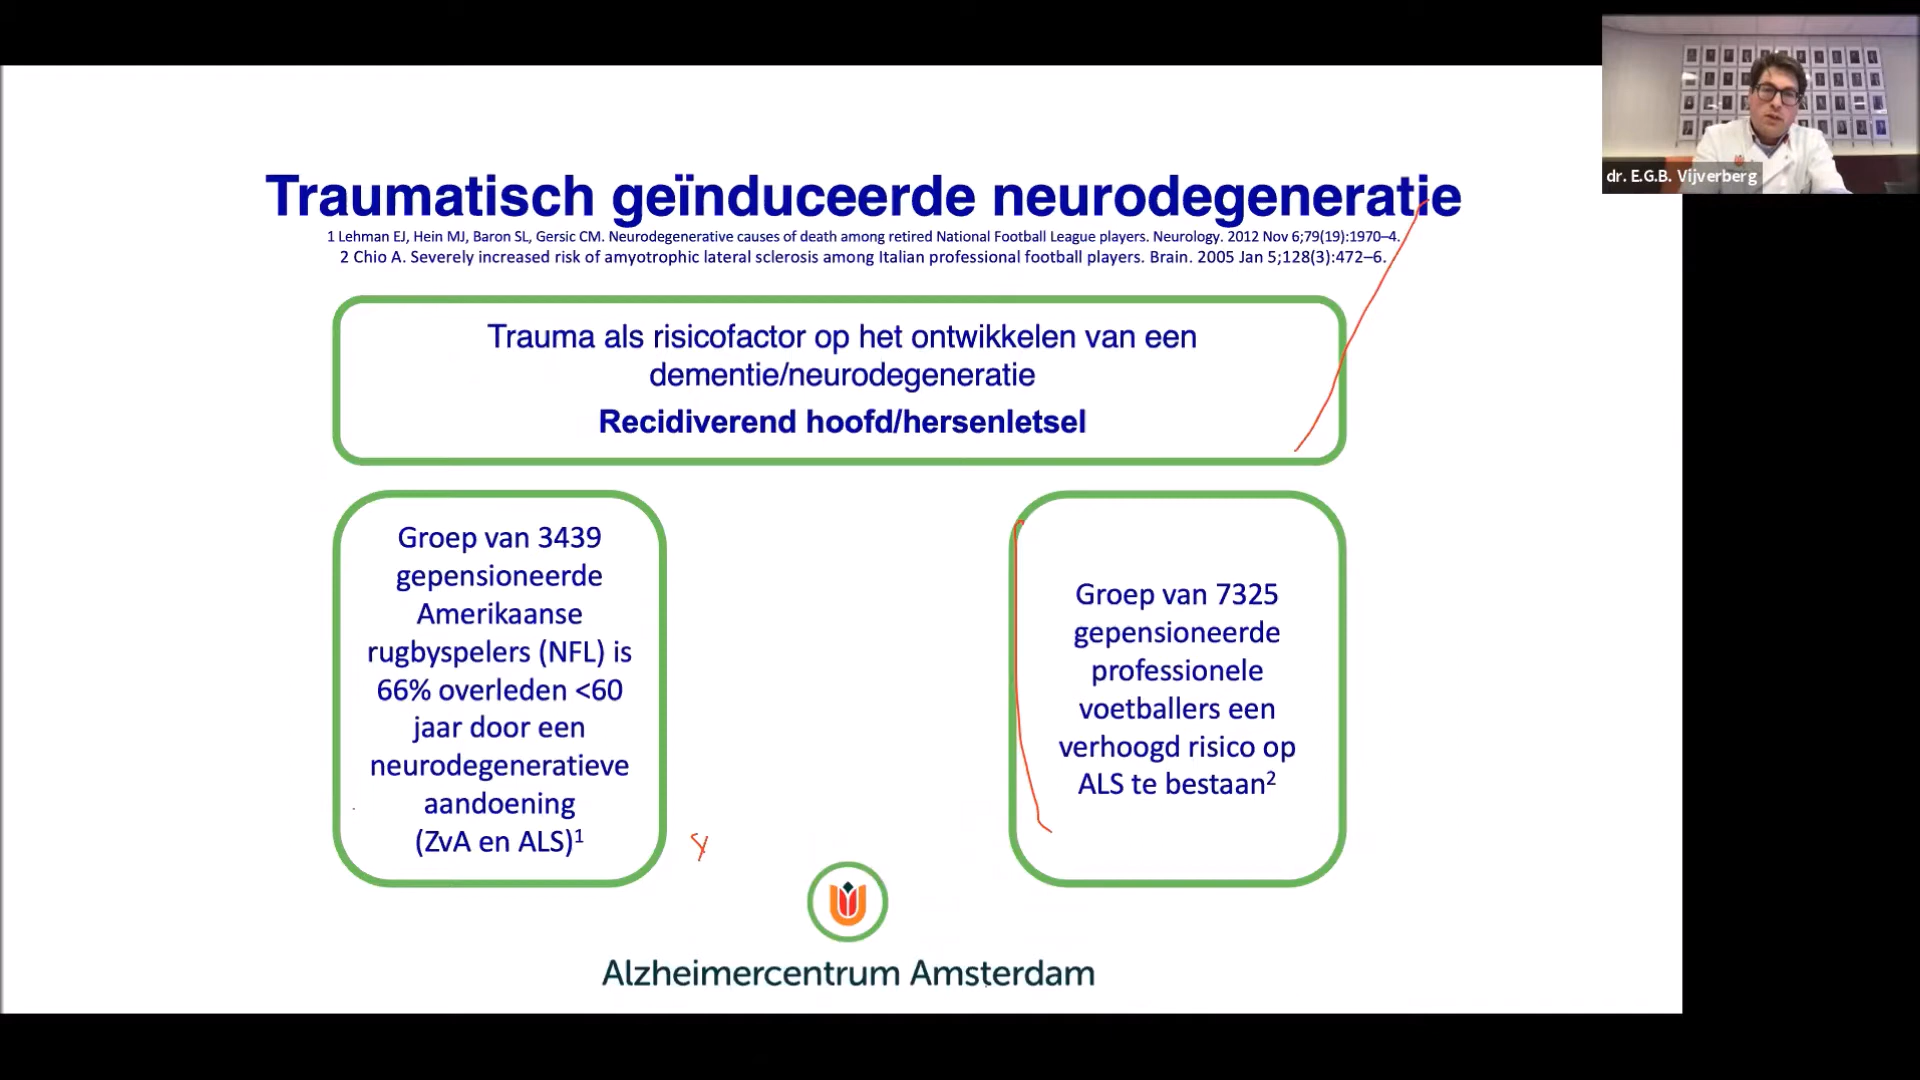 dr. E.G.B. Vijverberg
Traumatisch geïnduceerde neurodegeneratie
1 Lehman EJ, Hein MJ, Baron SL, Gersic CM. Neurodegenerative causes of death among retired National Football League players. Neurology. 2012 Nov 6;79(19):1970–4.
2 Chio A. Severely increased risk of amyotrophic lateral sclerosis among Italian professional football players. Brain. 2005 Jan 5;128(3):472–6.
Trauma als risicofactor op het ontwikkelen van een
dementie/neurodegeneratie
Recidiverend hoofd/hersenletsel
Groep van 3439
gepensioneerde
Amerikaanse
rugbyspelers (NFL) is
66% overleden <60
jaar door een
neurodegeneratieve
aandoening
(ZvA en ALS)¹
Groep van 7325
gepensioneerde
professionele
voetballers een
verhoogd risico op
ALS te bestaan²
Alzheimercentrum Amsterdam